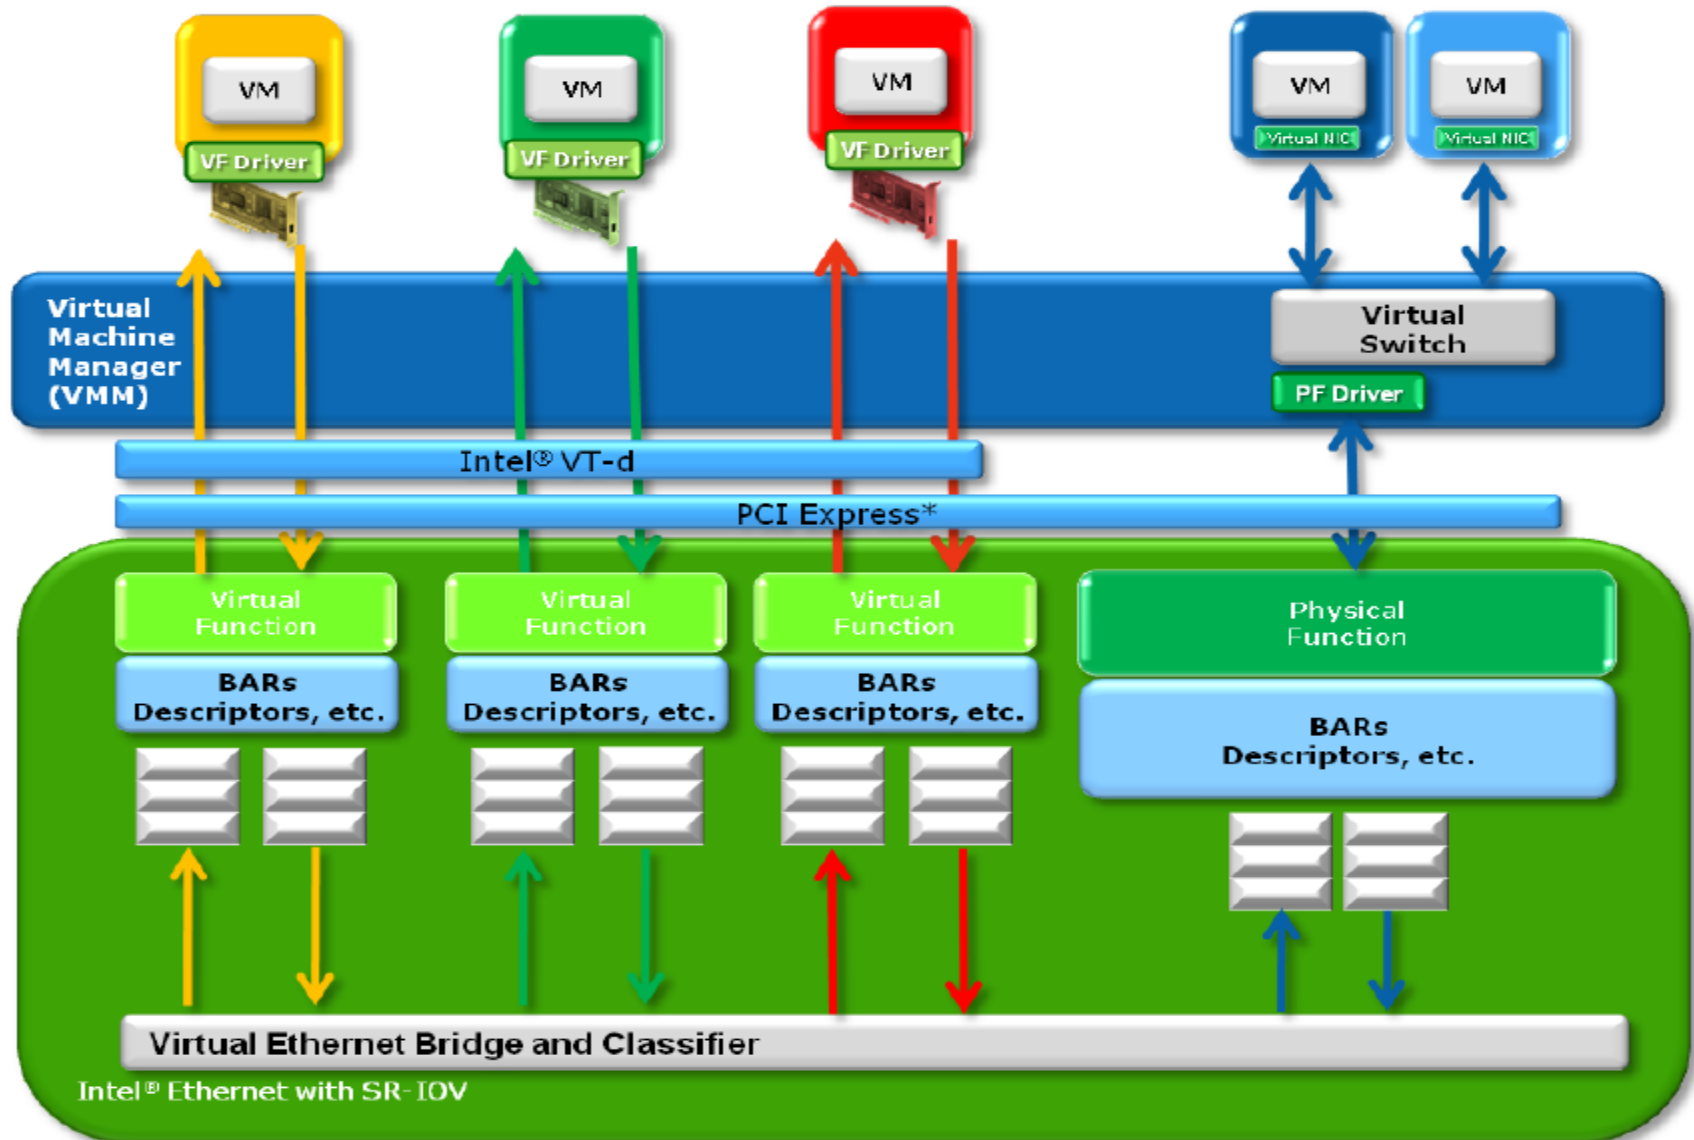 VM
VM
VM
VM
VM
VF Driver
VF Driver
VF Driver
Virtual NIC
Virtual NIC
Virtual
Machine
Manager
(VMM)
Virtual
Switch
PF Driver
Intel® VT-d
PCI Express*
Virtual
Function
Virtual
Function
Virtual
Function
Physical
Function
BARs
Descriptors, etc.
BARs
Descriptors, etc.
BARs
Descriptors, etc.
BARs
Descriptors, etc.
Virtual Ethernet Bridge and Classifier
Intel® Ethernet with SR-IOV